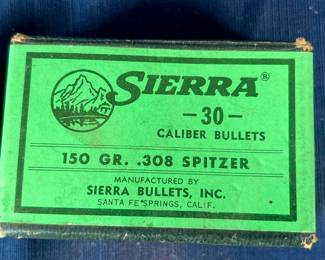 SIERRA®
—30—
CALIBER BULLETS
150 GR. .308 SPITZER
MANUFACTURED BY
SIERRA BULLETS, INC.
SANTA FE SPRINGS, CALIF.